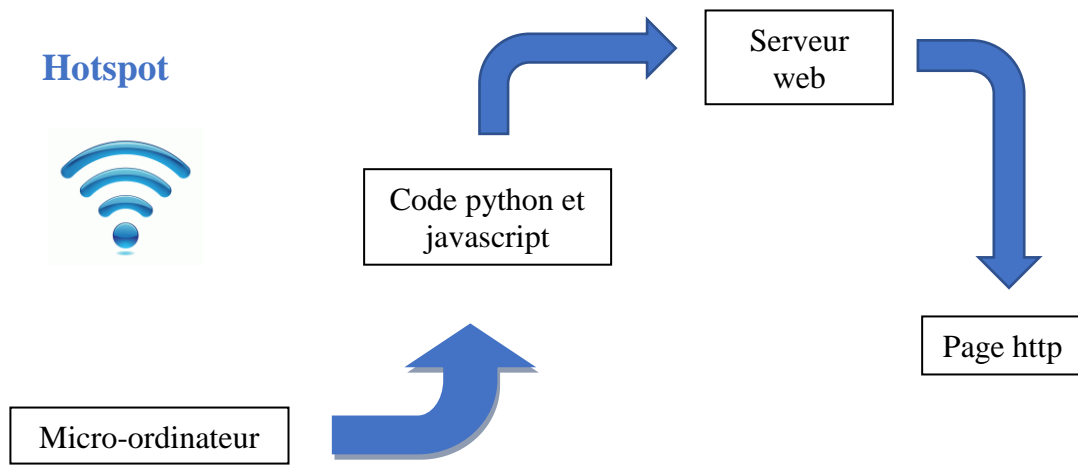 Hotspot
Serveur
web
Code python et
javascript
Page http
Micro-ordinateur